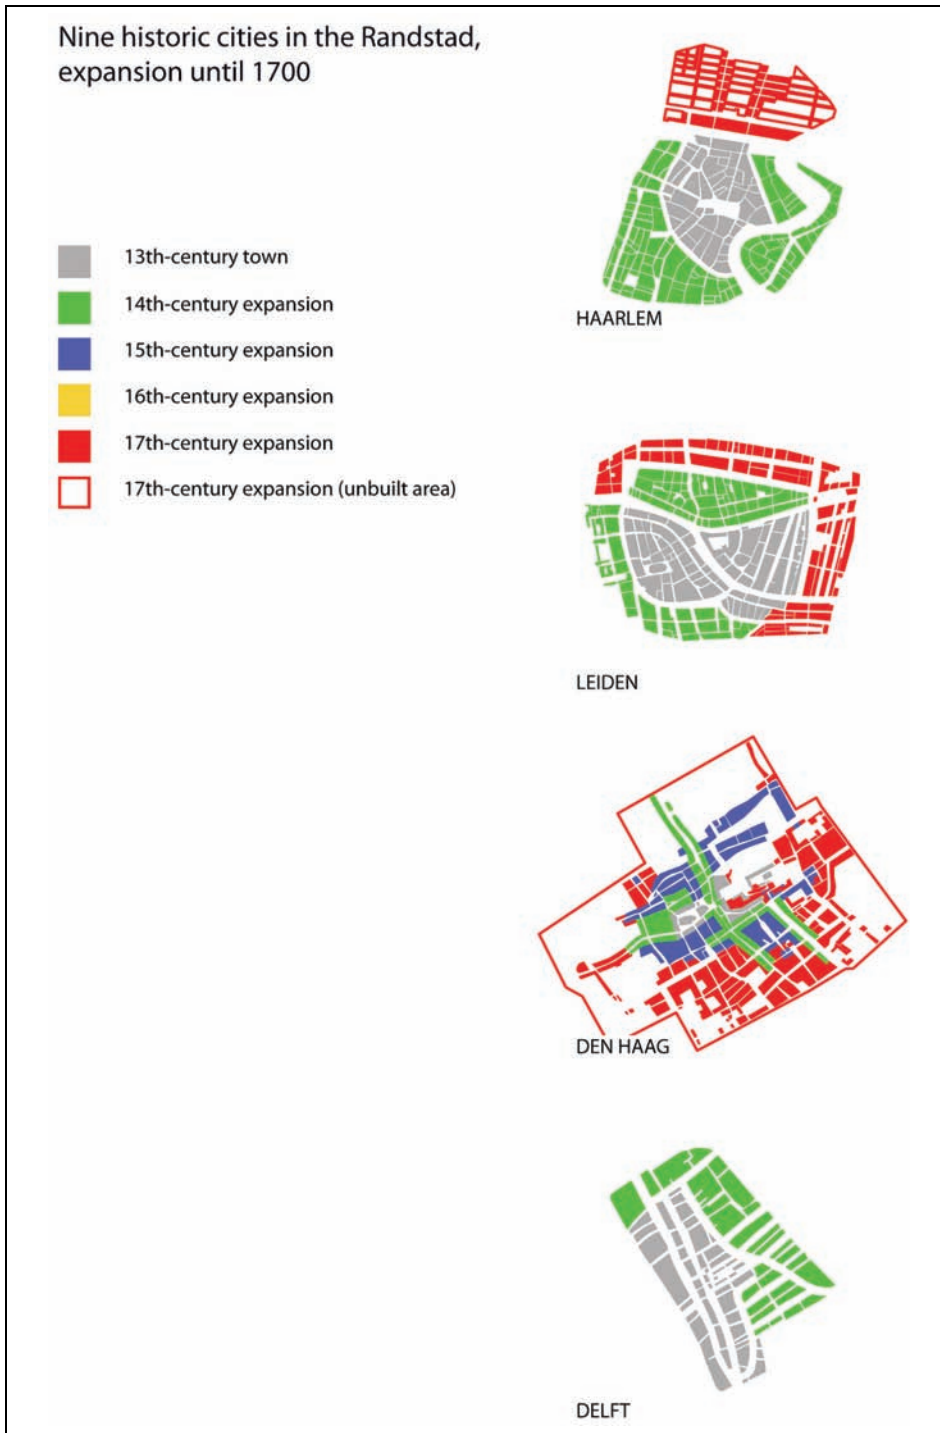 Nine historic cities in the Randstad,
expansion until 1700
13th-century town
14th-century expansion
15th-century expansion
16th-century expansion
17th-century expansion
17th-century expansion (unbuilt area)
HAARLEM
LEIDEN
DEN HAAG
DELFT